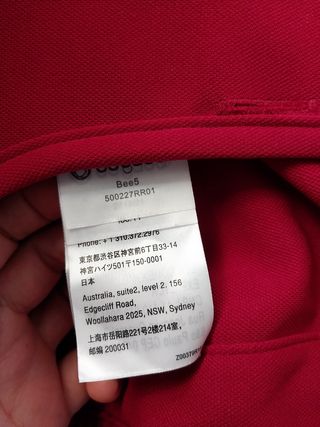 Bee5
500227RR01
Phone: + 1 310.372.2976
東京都渋谷区神宮前6丁目33-14
神宮ハイツ501〒150-0001
日本
Australia, suite2, level 2. 156
Edgecliff Road,
Woollahra 2025, NSW, Sydney
上海市岳阳路221号2楼214室,
邮编 200031